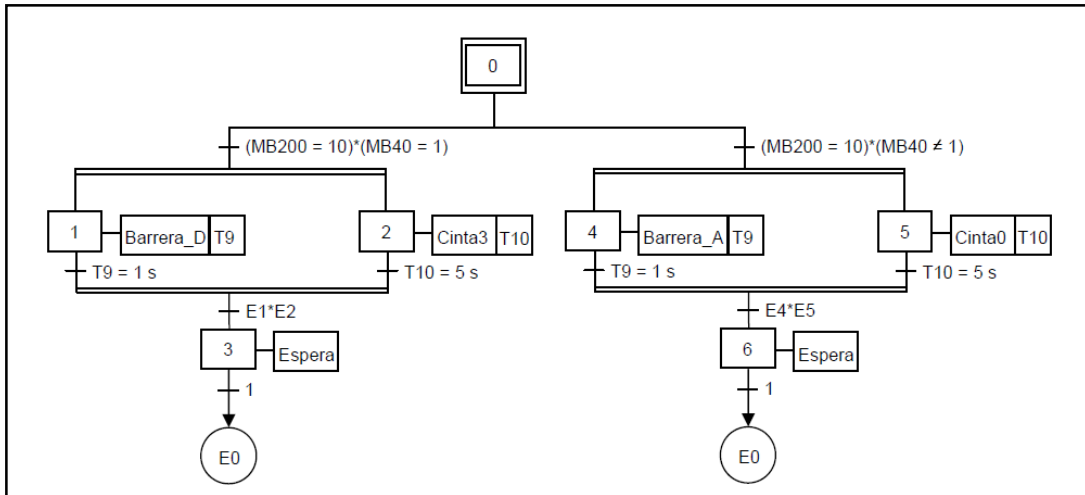 0
(MB200 = 10)*(MB40 = 1)
(MB200 = 10)*(MB40 ≠ 1)
1 Barrera_D T9
2 Cinta3 T10
4 Barrera_A T9
5 Cinta0 T10
T9 = 1 s
T10 = 5 s
T9 = 1 s
T10 = 5 s
E1*E2
E4*E5
3 Espera
6 Espera
1
1
E0
E0